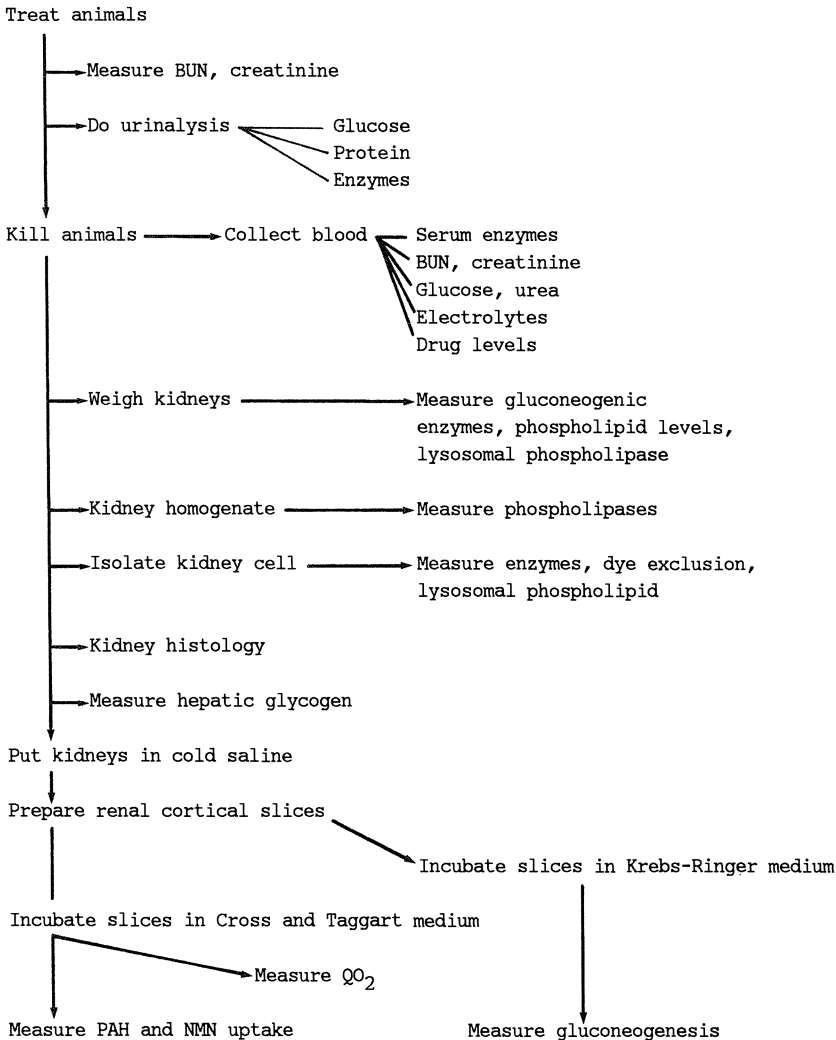 Treat animals
Measure BUN, creatinine
Do urinalysis
Glucose
Protein
Enzymes
Kill animals
Collect blood
Serum enzymes
BUN, creatinine
Glucose, urea
Electrolytes
Drug levels
Weigh kidneys
Measure gluconeogenic
enzymes, phospholipid levels,
lysosomal phospholipase
Kidney homogenate
Measure phospholipases
Isolate kidney cell
Measure enzymes, dye exclusion,
lysosomal phospholipid
Kidney histology
Measure hepatic glycogen
Put kidneys in cold saline
Prepare renal cortical slices
Incubate slices in Krebs-Ringer medium
Incubate slices in Cross and Taggart medium
Measure QO₂
Measure PAH and NMN uptake
Measure gluconeogenesis